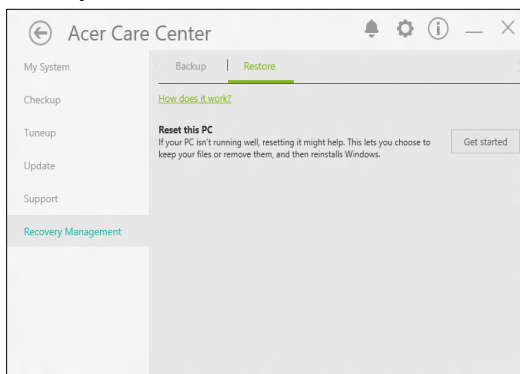 Acer Care Center
My System
Checkup
Tuneup
Update
Support
Recovery Management
Backup
Restore
How does it work?
Reset this PC
If your PC isn't running well, resetting it might help. This lets you choose to
keep your files or remove them, and then reinstalls Windows.
Get started